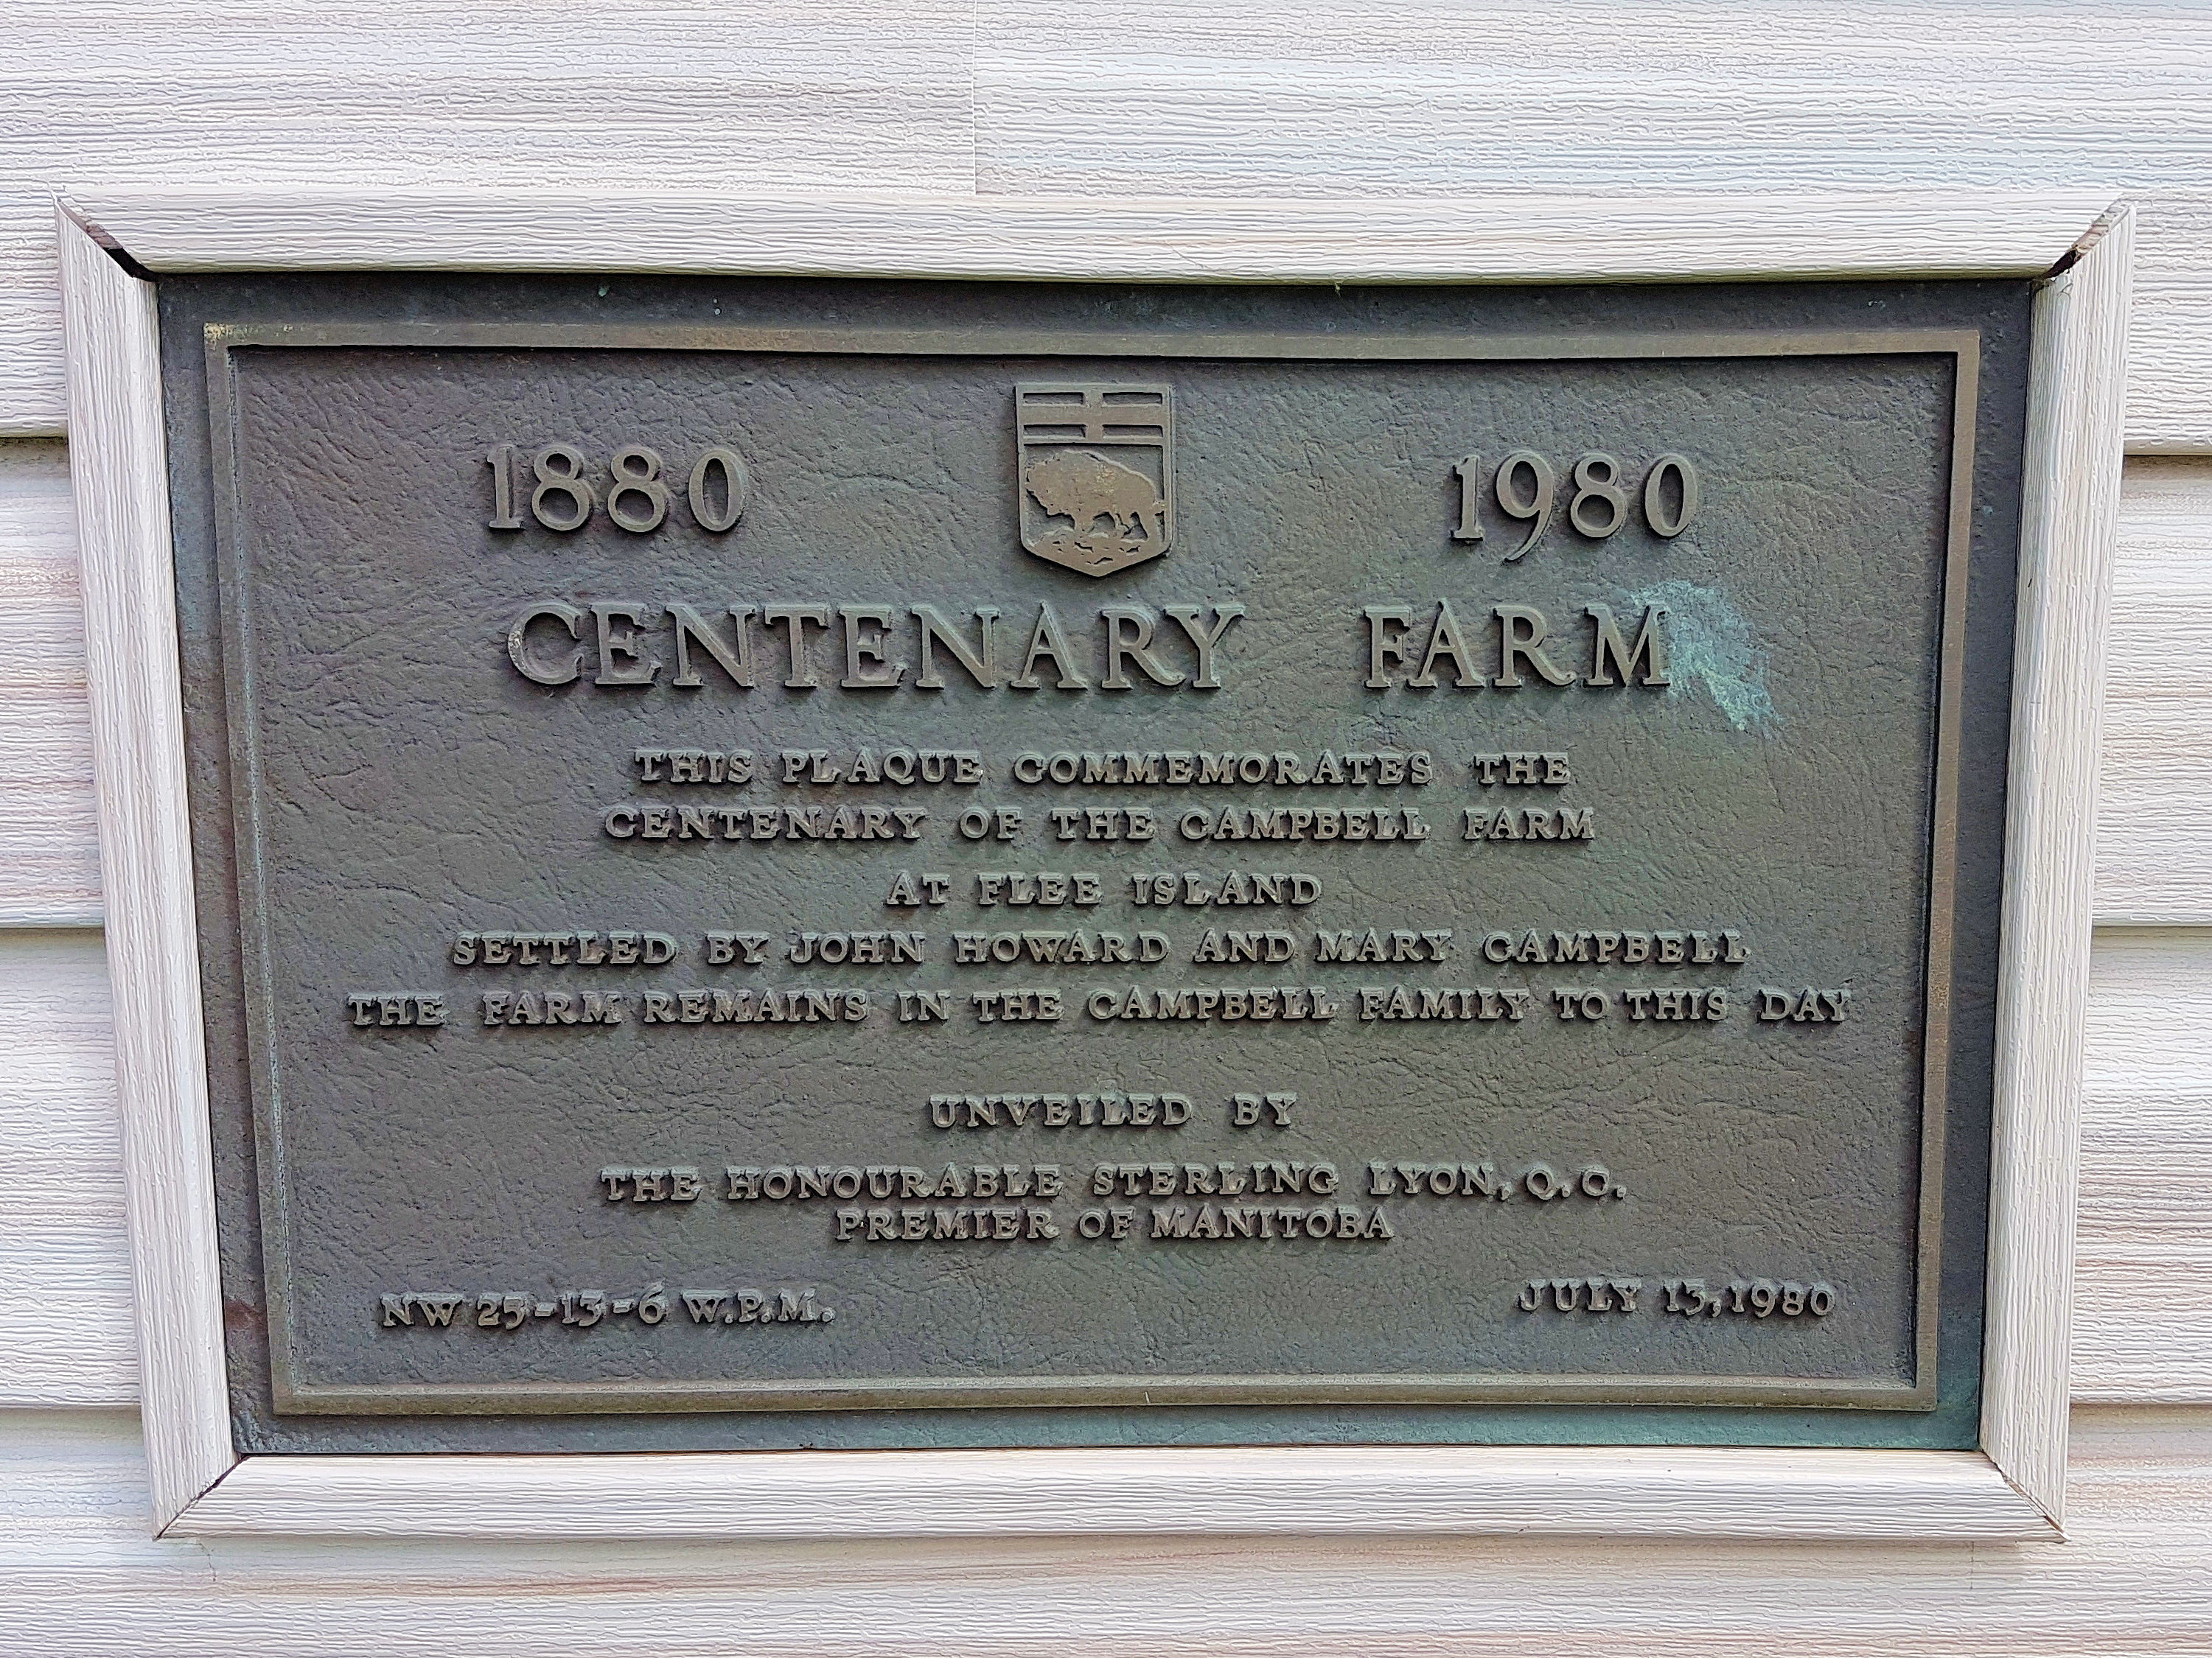 1880 1980
CENTENARY FARM
THIS PLAQUE COMMEMORATES THE
CENTENARY OF THE CAMPBELL FARM
AT FLEE ISLAND
SETTLED BY JOHN HOWARD AND MARY CAMPBELL
THE FARM REMAINS IN THE CAMPBELL FAMILY TO THIS DAY
UNVEILED BY
THE HONOURABLE STERLING LYON, Q.C.
PREMIER OF MANITOBA
NW 25-13-6 W.P.M. JULY 13, 1980